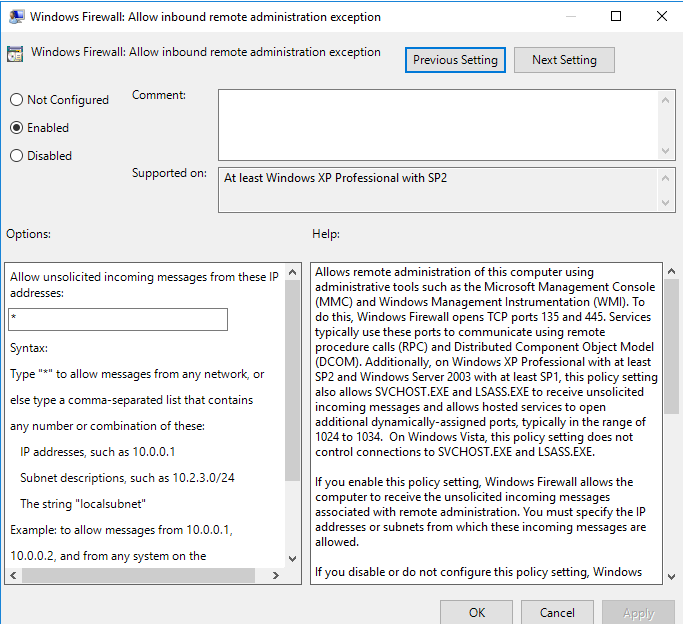 Windows Firewall: Allow inbound remote administration exception
Windows Firewall: Allow inbound remote administration exception
Previous Setting
Next Setting
Not Configured
Enabled
Disabled
Comment:
Supported on:
At least Windows XP Professional with SP2
Options:
Help:
Allow unsolicited incoming messages from these IP
addresses:
*
Syntax:
Type "*" to allow messages from any network, or
else type a comma-separated list that contains
any number or combination of these:
IP addresses, such as 10.0.0.1
Subnet descriptions, such as 10.2.3.0/24
The string "localsubnet"
Example: to allow messages from 10.0.0.1,
10.0.0.2, and from any system on the
Allows remote administration of this computer using
administrative tools such as the Microsoft Management Console
(MMC) and Windows Management Instrumentation (WMI). To
do this, Windows Firewall opens TCP ports 135 and 445. Services
typically use these ports to communicate using remote
procedure calls (RPC) and Distributed Component Object Model
(DCOM). Additionally, on Windows XP Professional with at least
SP2 and Windows Server 2003 with at least SP1, this policy setting
also allows SVCHOST.EXE and LSASS.EXE to receive unsolicited
incoming messages and allows hosted services to open
additional dynamically-assigned ports, typically in the range of
1024 to 1034.  On Windows Vista, this policy setting does not
control connections to SVCHOST.EXE and LSASS.EXE.
If you enable this policy setting, Windows Firewall allows the
computer to receive the unsolicited incoming messages
associated with remote administration. You must specify the IP
addresses or subnets from which these incoming messages are
allowed.
If you disable or do not configure this policy setting, Windows
OK
Cancel
Apply